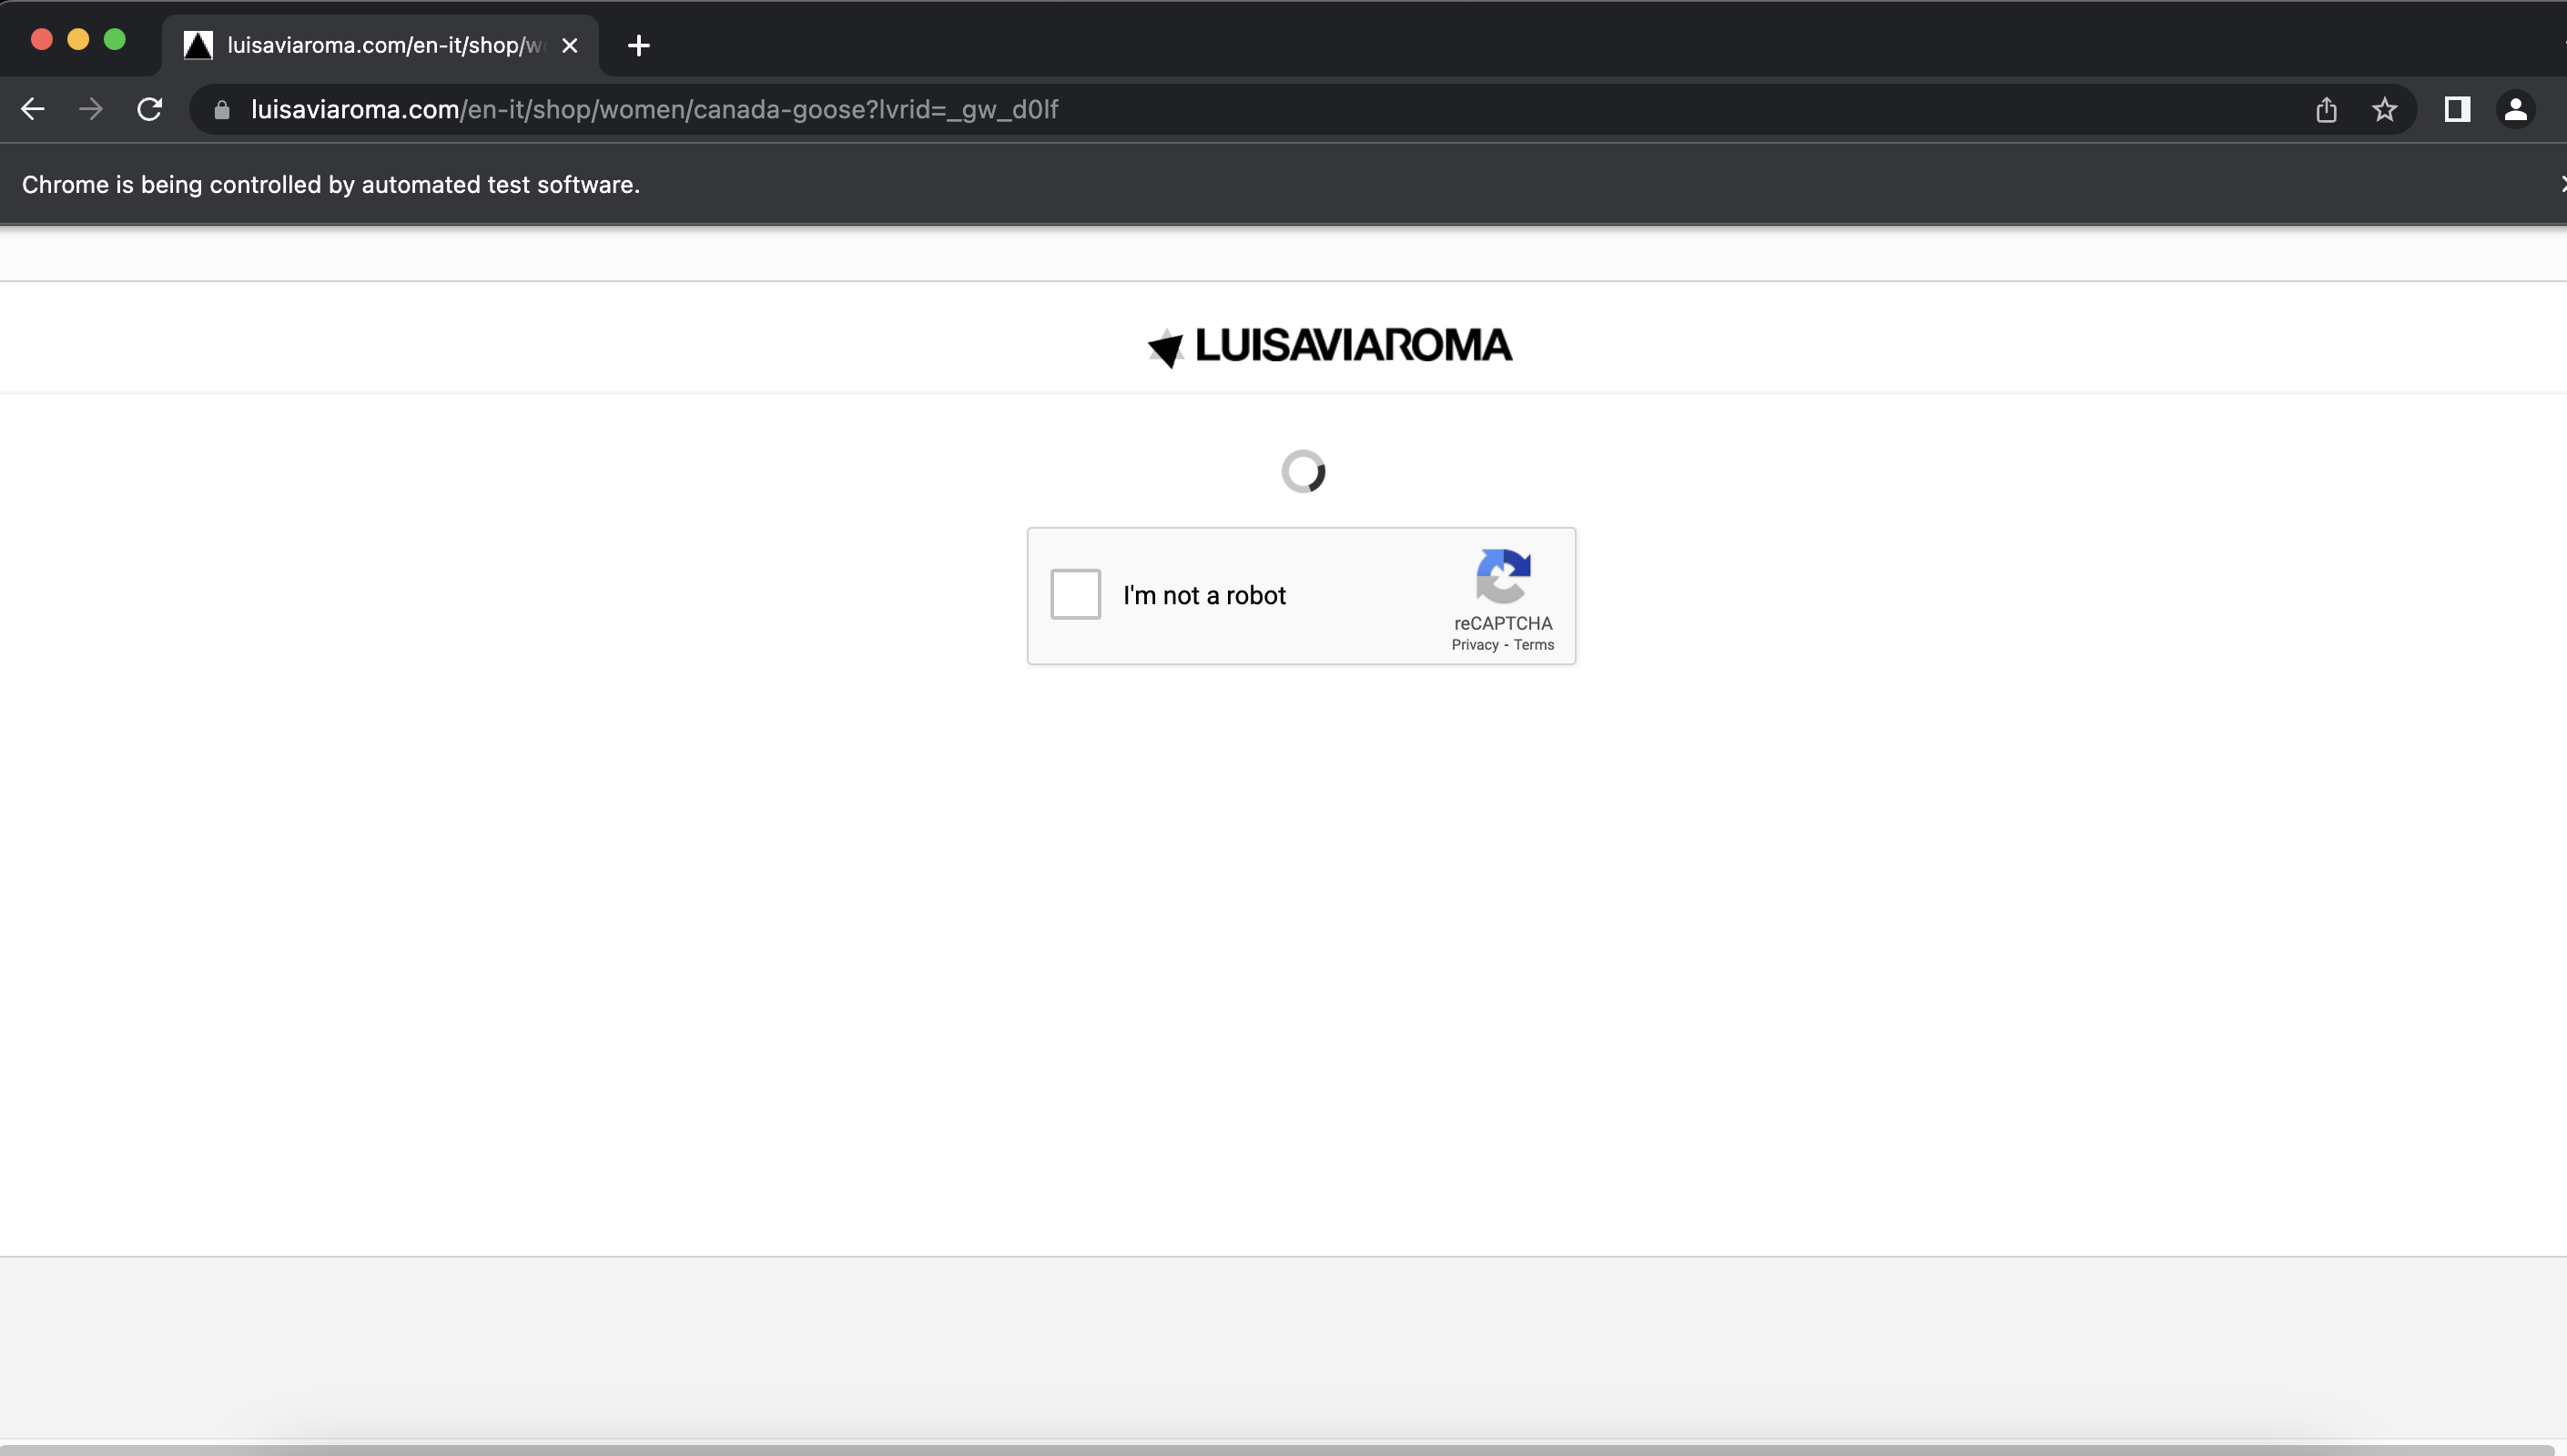 luisaviaroma.com/en-it/shop/w
luisaviaroma.com/en-it/shop/women/canada-goose?lvrid=_gw_d0lf
Chrome is being controlled by automated test software.
LUISAVIAROMA
I'm not a robot
reCAPTCHA
Privacy - Terms